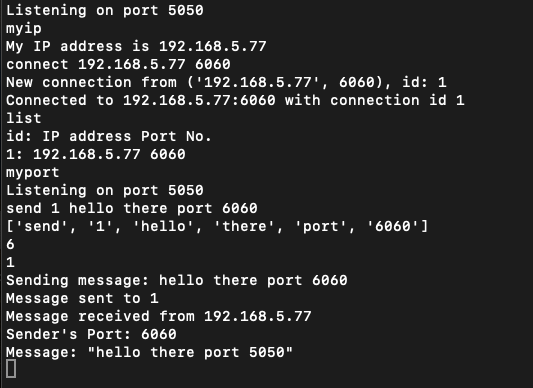 Listening on port 5050
myip
My IP address is 192.168.5.77
connect 192.168.5.77 6060
New connection from ('192.168.5.77', 6060), id: 1
Connected to 192.168.5.77:6060 with connection id 1
list
id: IP address Port No.
1: 192.168.5.77 6060
myport
Listening on port 5050
send 1 hello there port 6060
['send', '1', 'hello', 'there', 'port', '6060']
6
1
Sending message: hello there port 6060
Message sent to 1
Message received from 192.168.5.77
Sender's Port: 6060
Message: "hello there port 5050"